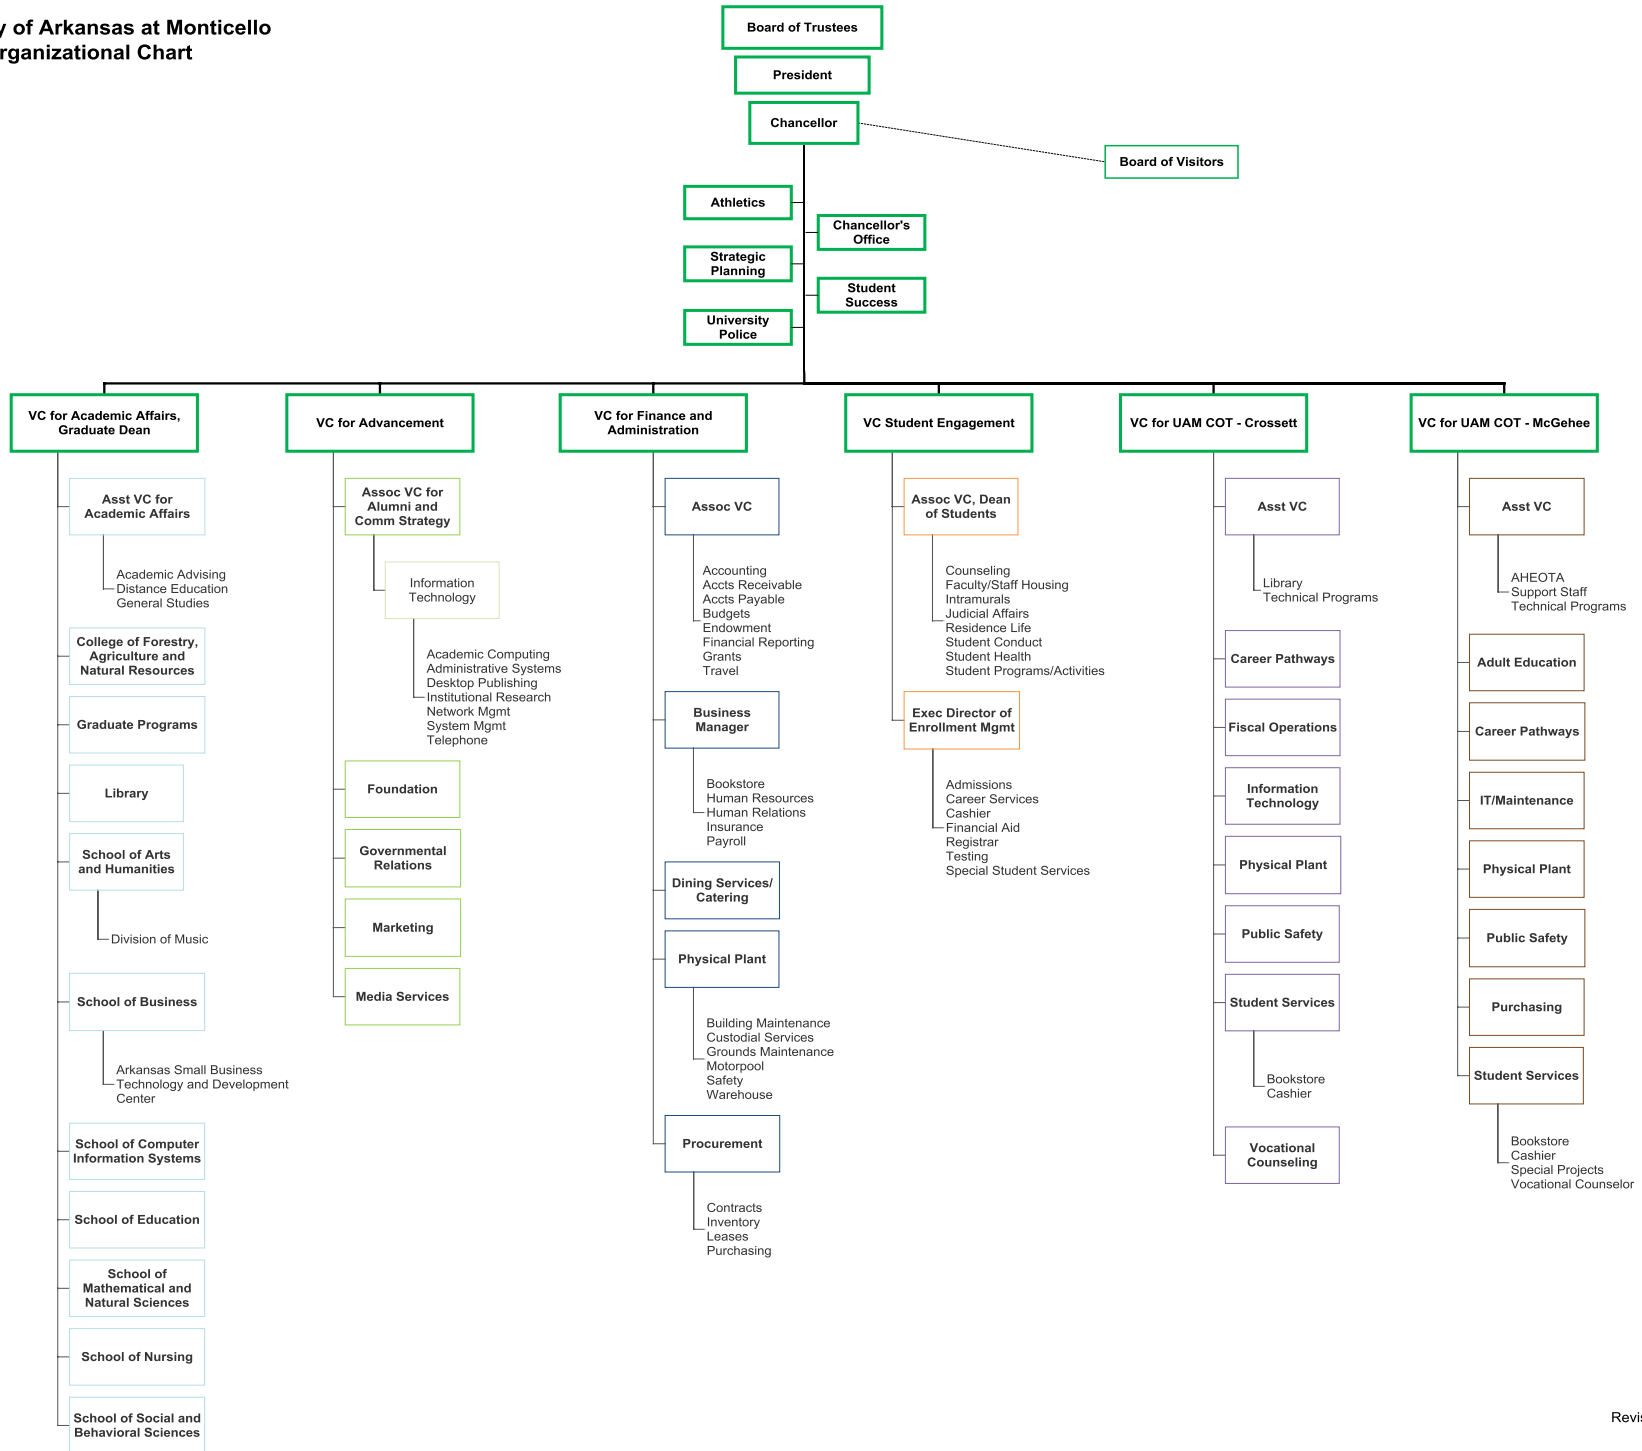 y of Arkansas at Monticello
rganizational Chart
Board of Trustees
President
Chancellor
Board of Visitors
Athletics
Chancellor's
Office
Strategic
Planning
Student
Success
University
Police
VC for Academic Affairs,
Graduate Dean
Asst VC for
Academic Affairs
Academic Advising
Distance Education
General Studies
College of Forestry,
Agriculture and
Natural Resources
Graduate Programs
Library
School of Arts
and Humanities
Division of Music
School of Business
Arkansas Small Business
Technology and Development
Center
School of Computer
Information Systems
School of Education
School of
Mathematical and
Natural Sciences
School of Nursing
School of Social and
Behavioral Sciences
VC for Advancement
Assoc VC for
Alumni and
Comm Strategy
Information
Technology
Academic Computing
Administrative Systems
Desktop Publishing
Institutional Research
Network Mgmt
System Mgmt
Telephone
Foundation
Governmental
Relations
Marketing
Media Services
VC for Finance and
Administration
Assoc VC
Accounting
Accts Receivable
Accts Payable
Budgets
Endowment
Financial Reporting
Grants
Travel
Business
Manager
Bookstore
Human Resources
Human Relations
Insurance
Payroll
Dining Services/
Catering
Physical Plant
Building Maintenance
Custodial Services
Grounds Maintenance
Motorpool
Safety
Warehouse
Procurement
Contracts
Inventory
Leases
Purchasing
VC Student Engagement
Assoc VC, Dean
of Students
Counseling
Faculty/Staff Housing
Intramurals
Judicial Affairs
Residence Life
Student Conduct
Student Health
Student Programs/Activities
Exec Director of
Enrollment Mgmt
Admissions
Career Services
Cashier
Financial Aid
Registrar
Testing
Special Student Services
VC for UAM COT - Crossett
Asst VC
Library
Technical Programs
Career Pathways
Fiscal Operations
Information
Technology
Physical Plant
Public Safety
Student Services
Bookstore
Cashier
Vocational
Counseling
VC for UAM COT - McGehee
Asst VC
AHEOTA
Support Staff
Technical Programs
Adult Education
Career Pathways
IT/Maintenance
Physical Plant
Public Safety
Purchasing
Student Services
Bookstore
Cashier
Special Projects
Vocational Counselor
Revis